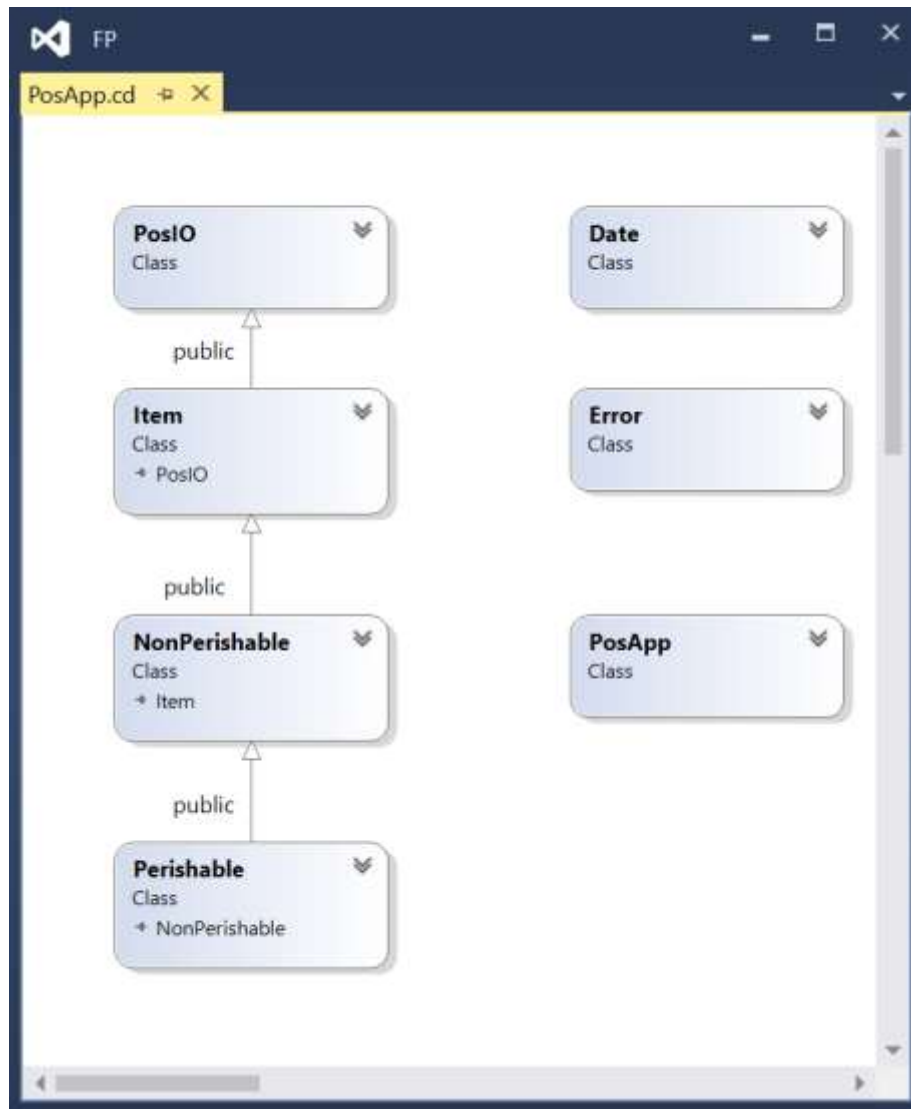 FP
PosApp.cd
PosIO
Class
Date
Class
public
Item
Class
PosIO
Error
Class
public
NonPerishable
Class
Item
PosApp
Class
public
Perishable
Class
NonPerishable